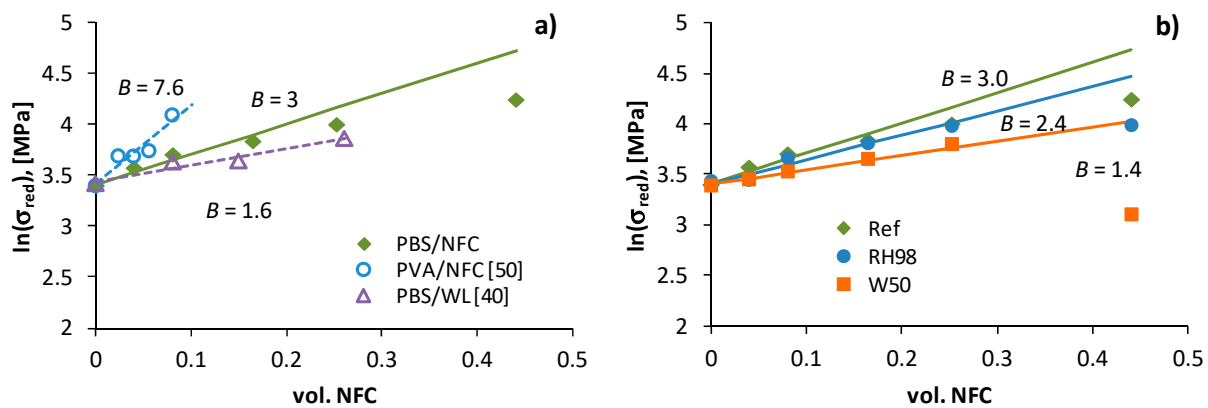 a)
ln(σred), [MPa]
5
4.5
4
3.5
3
2.5
2
B = 7.6
B = 3
B = 1.6
PBS/NFC
PVA/NFC [50]
PBS/WL [40]
0
0.1
0.2
0.3
0.4
0.5
vol. NFC
b)
ln(σred), [MPa]
5
4.5
4
3.5
3
2.5
2
B = 3.0
B = 2.4
B = 1.4
Ref
RH98
W50
0
0.1
0.2
0.3
0.4
0.5
vol. NFC